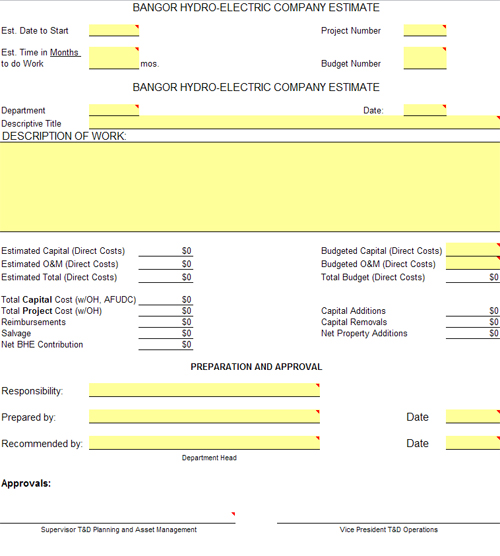 BANGOR HYDRO-ELECTRIC COMPANY ESTIMATE
Est. Date to Start Project Number
Est. Time in Months
to do Work mos. Budget Number
BANGOR HYDRO-ELECTRIC COMPANY ESTIMATE
Department Date:
Descriptive Title
DESCRIPTION OF WORK:
Estimated Capital (Direct Costs) $0 Budgeted Capital (Direct Costs)
Estimated O&M (Direct Costs) $0 Budgeted O&M (Direct Costs)
Estimated Total (Direct Costs) $0 Total Budget (Direct Costs) $0
Total Capital Cost (w/OH, AFUDC) $0
Total Project Cost (w/OH) $0 Capital Additions $0
Reimbursements $0 Capital Removals $0
Salvage $0 Net Property Additions $0
Net BHE Contribution $0
PREPARATION AND APPROVAL
Responsibility:
Prepared by: Date
Recommended by: Date
Department Head
Approvals:
Supervisor T&D Planning and Asset Management Vice President T&D Operations